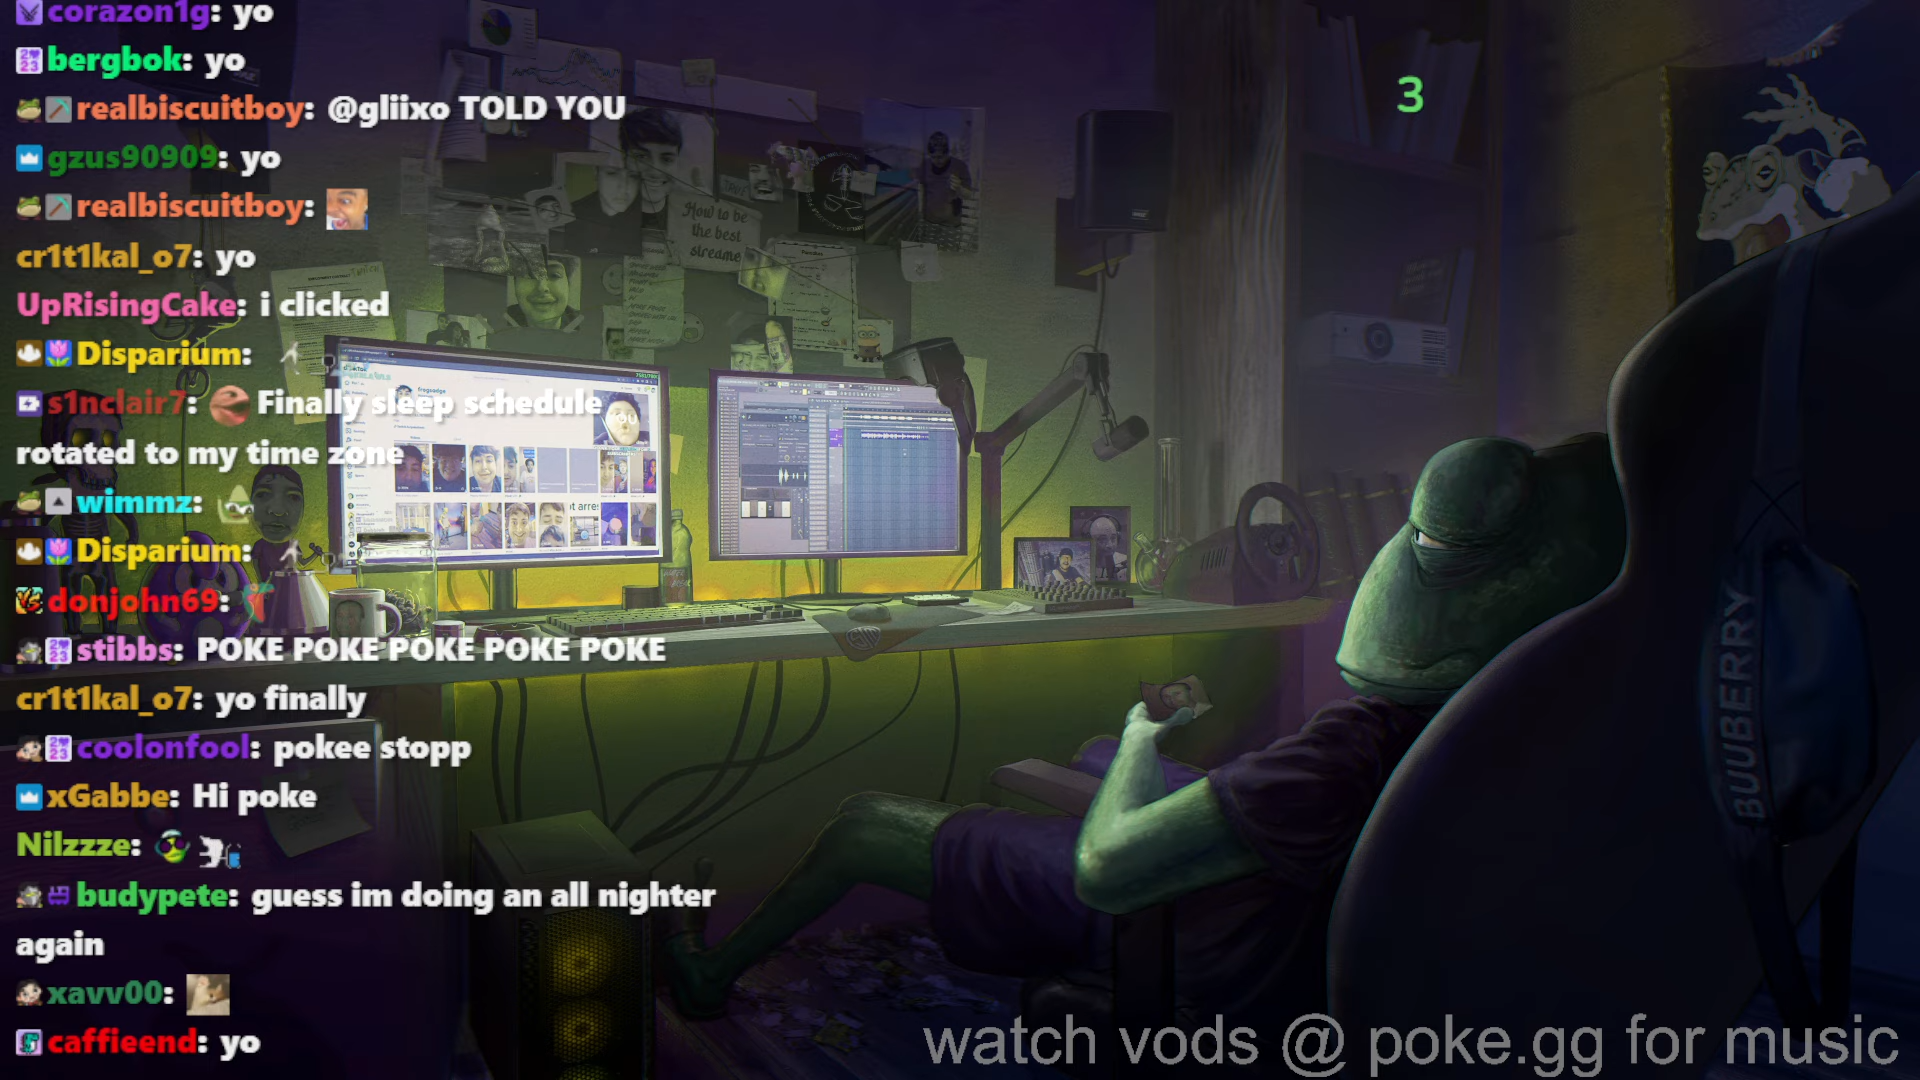 corazon1g: yo
bergbok: yo
realbiscuitboy: @gliixo TOLD YOU
gzus90909: yo
realbiscuitboy:
cr1t1kal_o7: yo
UpRisingCake: i clicked
Disparium:
s1nclair7: Finally sleep schedule
rotated to my time zone
wimmz:
Disparium:
donjohn69:
stibbs: POKE POKE POKE POKE POKE
cr1t1kal_o7: yo finally
coolonfool: pokee stopp
xGabbe: Hi poke
Nilzzze:
budypete: guess im doing an all nighter
again
xavv00:
caffieend: yo
3
How to be
the best
streame
BUUBERRY
watch vods @ poke.gg for music